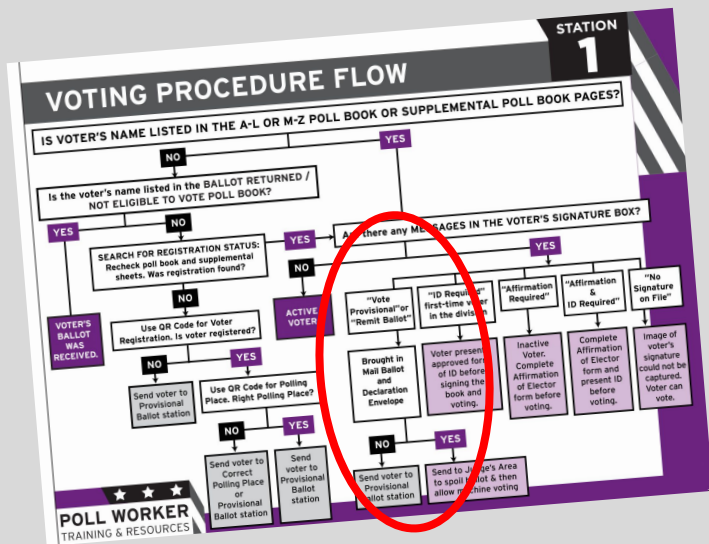 STATION
1
VOTING PROCEDURE FLOW
IS VOTER'S NAME LISTED IN THE A-L OR M-Z POLL BOOK OR SUPPLEMENTAL POLL BOOK PAGES?
NO
YES
Is the voter's name listed in the BALLOT RETURNED /
NOT ELIGIBLE TO VOTE POLL BOOK?
YES
NO
VOTER'S
BALLOT
WAS
RECEIVED.
SEARCH FOR REGISTRATION STATUS:
Recheck poll book and supplemental
sheets. Was registration found?
YES
NO
Use QR Code for Voter
Registration. Is voter registered?
NO
YES
Send voter to
Provisional
Ballot station
Use QR Code for Polling
Place. Right Polling Place?
NO
YES
Send voter to
Correct
Polling Place
or
Provisional
Ballot station
Send
voter to
Provisional
Ballot
station
Are there any MESSAGES IN THE VOTER'S SIGNATURE BOX?
NO
YES
ACTIVE
VOTER
"Vote
Provisional" or
"Remit Ballot"
Brought in
Mail Ballot
and
Declaration
Envelope
NO
YES
Send voter to
Provisional
Ballot station
Send to Judge's Area
to spoil ballot & then
allow machine voting
"ID Required"
first-time voter
in the division
Voter presents
approved form
of ID before
signing the
book and
voting.
"Affirmation
Required"
Inactive
Voter.
Complete
Affirmation
of Elector
form before
voting.
"Affirmation
&
ID Required"
Complete
Affirmation
of Elector
form and
present ID
before
voting.
"No
Signature
on File"
Image of
voter's
signature
could not be
captured.
Voter can
vote.
POLL WORKER
TRAINING & RESOURCES